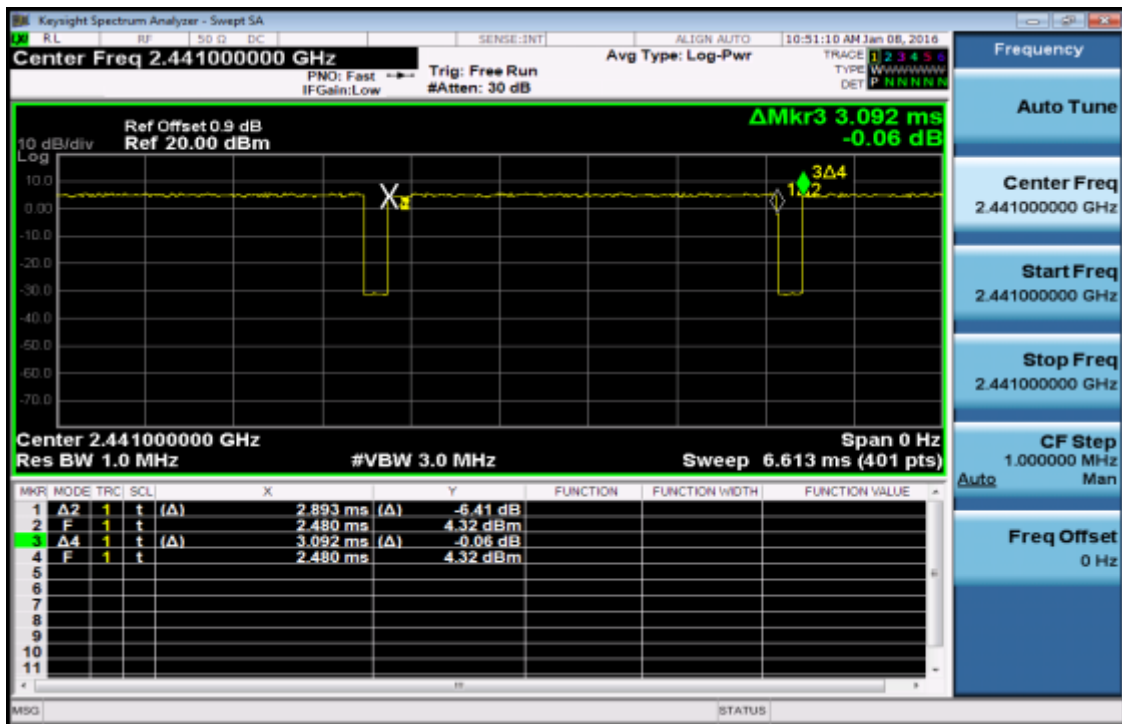 Keysight Spectrum Analyzer - Swept SA
RL RF 50 Ω DC SENSE:INT ALIGN AUTO 10:51:10 AM Jan 08, 2016
Center Freq 2.441000000 GHz
PNO: Fast
IFGain:Low
Trig: Free Run
#Atten: 30 dB
Avg Type: Log-Pwr
TRACE 1 2 3 4 5 6
TYPE WWWWWW
DET P N N N N N
ΔMkr3 3.092 ms
-0.06 dB
Ref Offset 0.9 dB
10 dB/div Ref 20.00 dBm
Log
10.0
0.00
-10.0
-20.0
-30.0
-40.0
-50.0
-60.0
-70.0
3Δ4
Center 2.441000000 GHz Span 0 Hz
Res BW 1.0 MHz #VBW 3.0 MHz Sweep 6.613 ms (401 pts)
MKR MODE TRC SCL X Y FUNCTION FUNCTION WIDTH FUNCTION VALUE
1 Δ2 1 t (Δ) 2.893 ms (Δ) -6.41 dB
2 F 1 t 2.480 ms 4.32 dBm
3 Δ4 1 t (Δ) 3.092 ms (Δ) -0.06 dB
4 F 1 t 2.480 ms 4.32 dBm
5
6
7
8
9
10
11
MSG STATUS
Frequency
Auto Tune
Center Freq
2.441000000 GHz
Start Freq
2.441000000 GHz
Stop Freq
2.441000000 GHz
CF Step
1.000000 MHz
Auto Man
Freq Offset
0 Hz